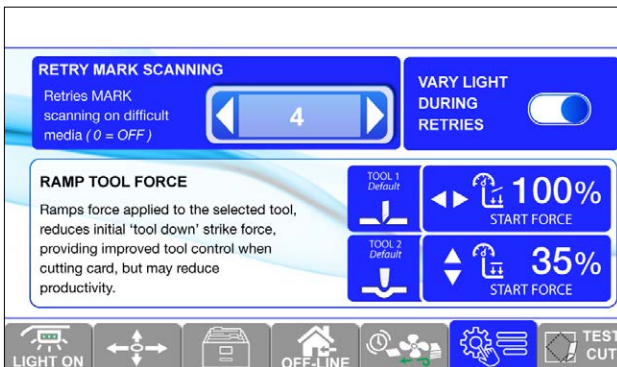 RETRY MARK SCANNING
Retries MARK
scanning on difficult
media ( 0 = OFF )
4
VARY LIGHT
DURING
RETRIES
RAMP TOOL FORCE
Ramps force applied to the selected tool,
reduces initial ‘tool down’ strike force,
providing improved tool control when
cutting card, but may reduce
productivity.
TOOL 1
Default
100%
START FORCE
TOOL 2
Default
35%
START FORCE
LIGHT ON
OFF-LINE
TEST
CUT